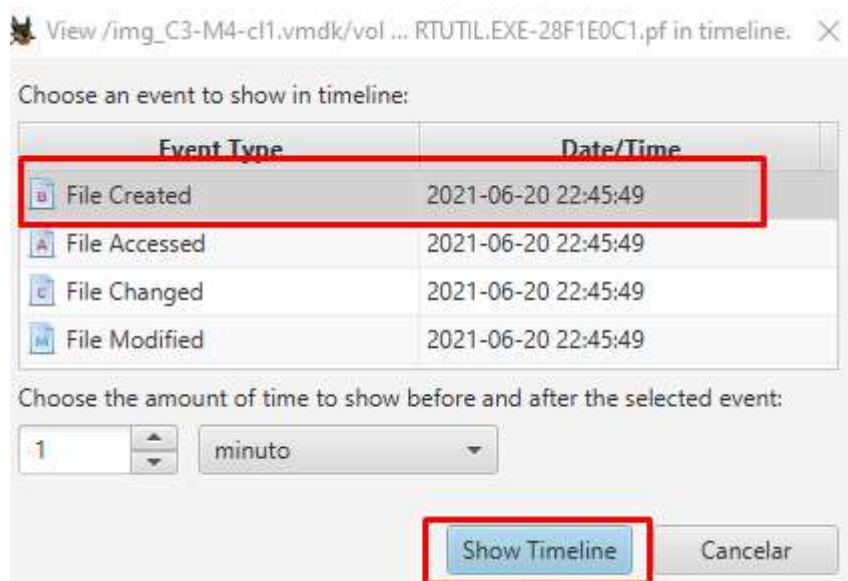 View /img_C3-M4-cl1.vmdk/vol ... RTUTIL.EXE-28F1E0C1.pf in timeline.
Choose an event to show in timeline:
Event Type Date/Time
File Created 2021-06-20 22:45:49
File Accessed 2021-06-20 22:45:49
File Changed 2021-06-20 22:45:49
File Modified 2021-06-20 22:45:49
Choose the amount of time to show before and after the selected event:
1 minuto
Show Timeline Cancelar